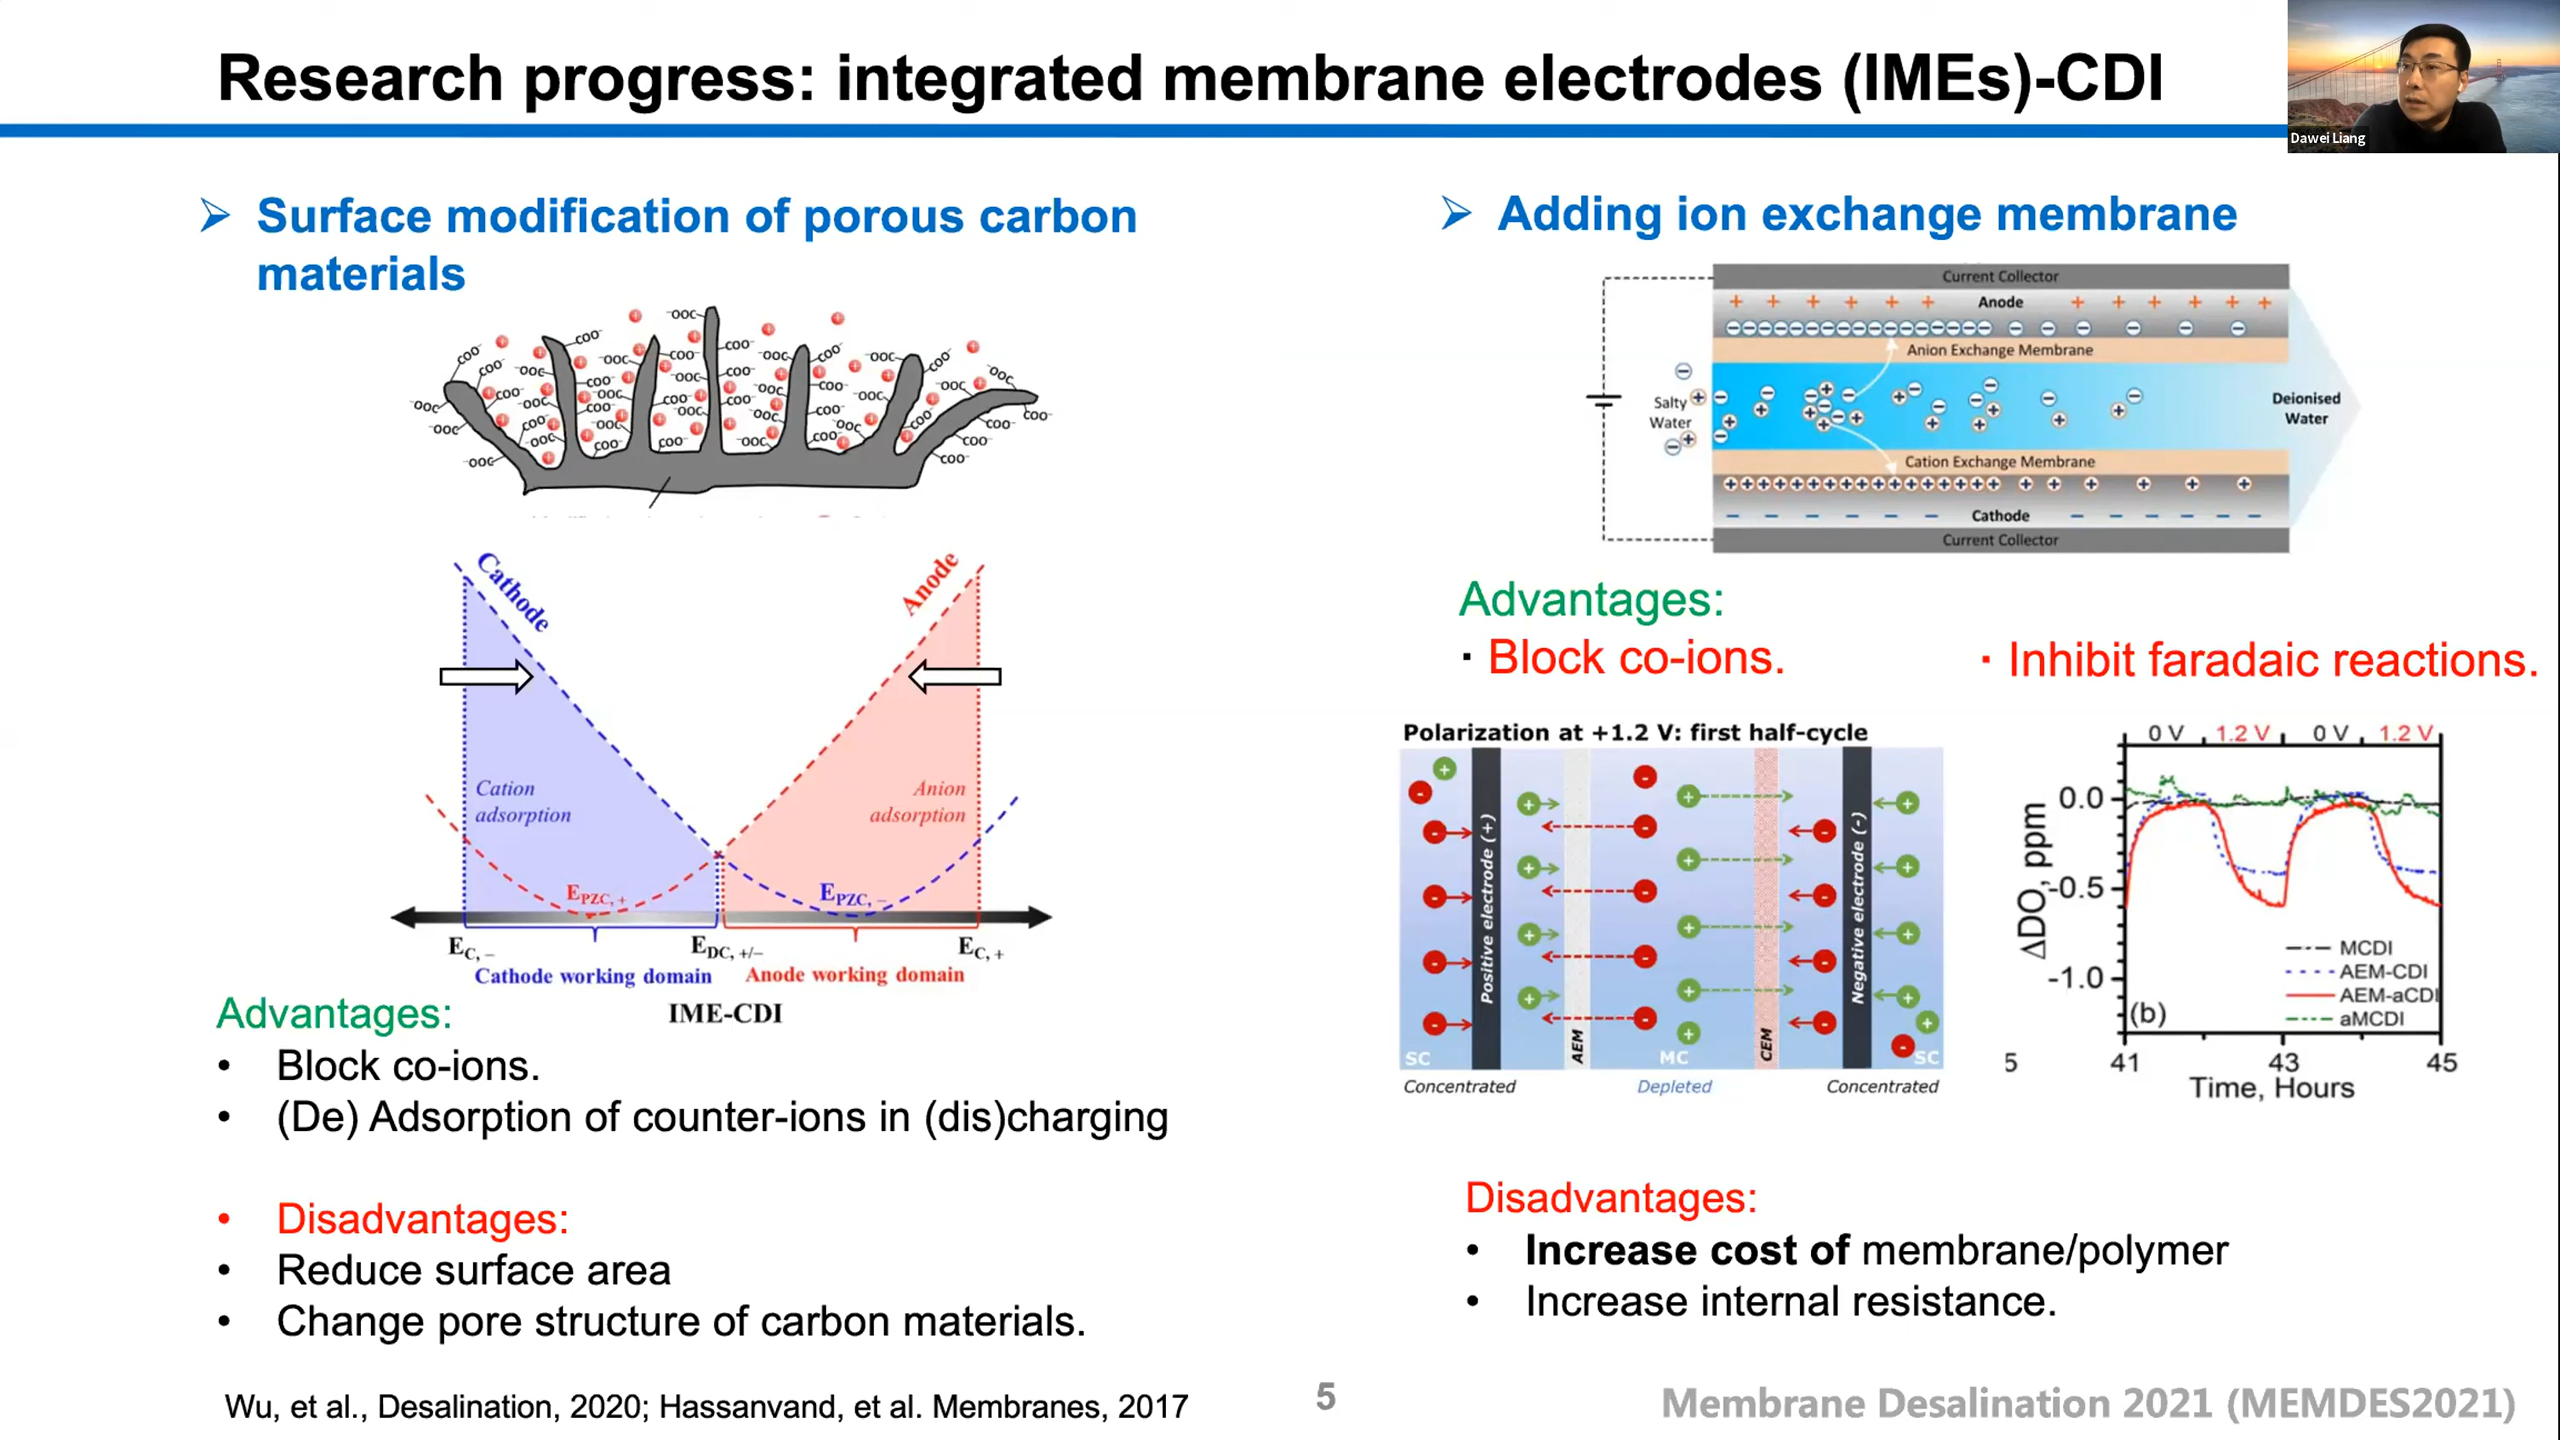 Research progress: integrated membrane electrodes (IMEs)-CDI
Dawei Liang
➢ Surface modification of porous carbon
materials
-OOC
COO-
Cathode
Anode
Cation
adsorption
Anion
adsorption
EPZC, +
EPZC, −
EC, −
EDC, +/−
EC, +
Cathode working domain
Anode working domain
IME-CDI
Advantages:
• Block co-ions.
• (De) Adsorption of counter-ions in (dis)charging
• Disadvantages:
• Reduce surface area
• Change pore structure of carbon materials.
Wu, et al., Desalination, 2020; Hassanvand, et al. Membranes, 2017
➢ Adding ion exchange membrane
Current Collector
Anode
Anion Exchange Membrane
Salty
Water
Deionised
Water
Cation Exchange Membrane
Cathode
Current Collector
Advantages:
· Block co-ions.
· Inhibit faradaic reactions.
Polarization at +1.2 V: first half-cycle
Positive electrode (+)
AEM
CEM
Negative electrode (-)
SC
MC
SC
Concentrated
Depleted
Concentrated
0 V 1.2 V 0 V 1.2 V
ΔDO, ppm
0.0
-0.5
-1.0
MCDI
AEM-CDI
AEM-aCDI
aMCDI
(b)
5
41
43
45
Time, Hours
Disadvantages:
• Increase cost of membrane/polymer
• Increase internal resistance.
5
Membrane Desalination 2021 (MEMDES2021)